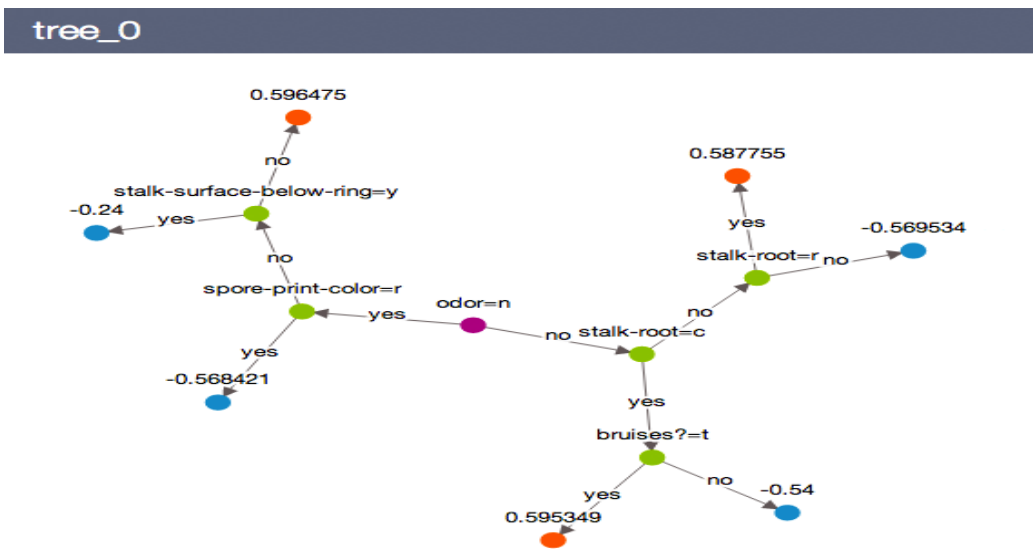 tree_0
0.596475
no
0.587755
stalk-surface-below-ring=y
-0.24
yes
yes
-0.569534
no
stalk-root=r
no
spore-print-color=r
odor=n
yes
no
no
stalk-root=c
yes
-0.568421
yes
bruises?=t
no
-0.54
yes
0.595349